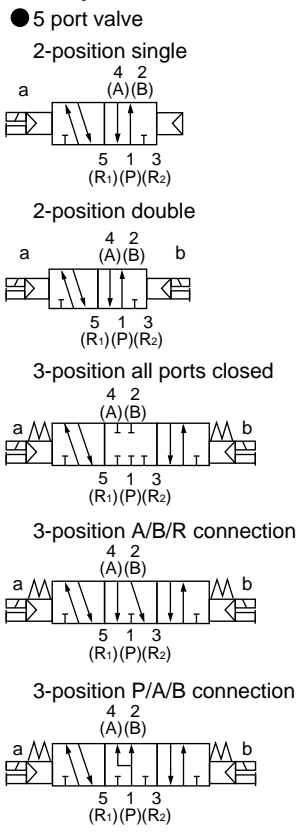 ● 5 port valve
2-position single
4 2
a (A)(B)
5 1 3
(R1)(P)(R2)
2-position double
4 2
a (A)(B) b
5 1 3
(R1)(P)(R2)
3-position all ports closed
4 2
a (A)(B) b
5 1 3
(R1)(P)(R2)
3-position A/B/R connection
4 2
a (A)(B) b
5 1 3
(R1)(P)(R2)
3-position P/A/B connection
4 2
(A)(B)
a b
5 1 3
(R1)(P)(R2)